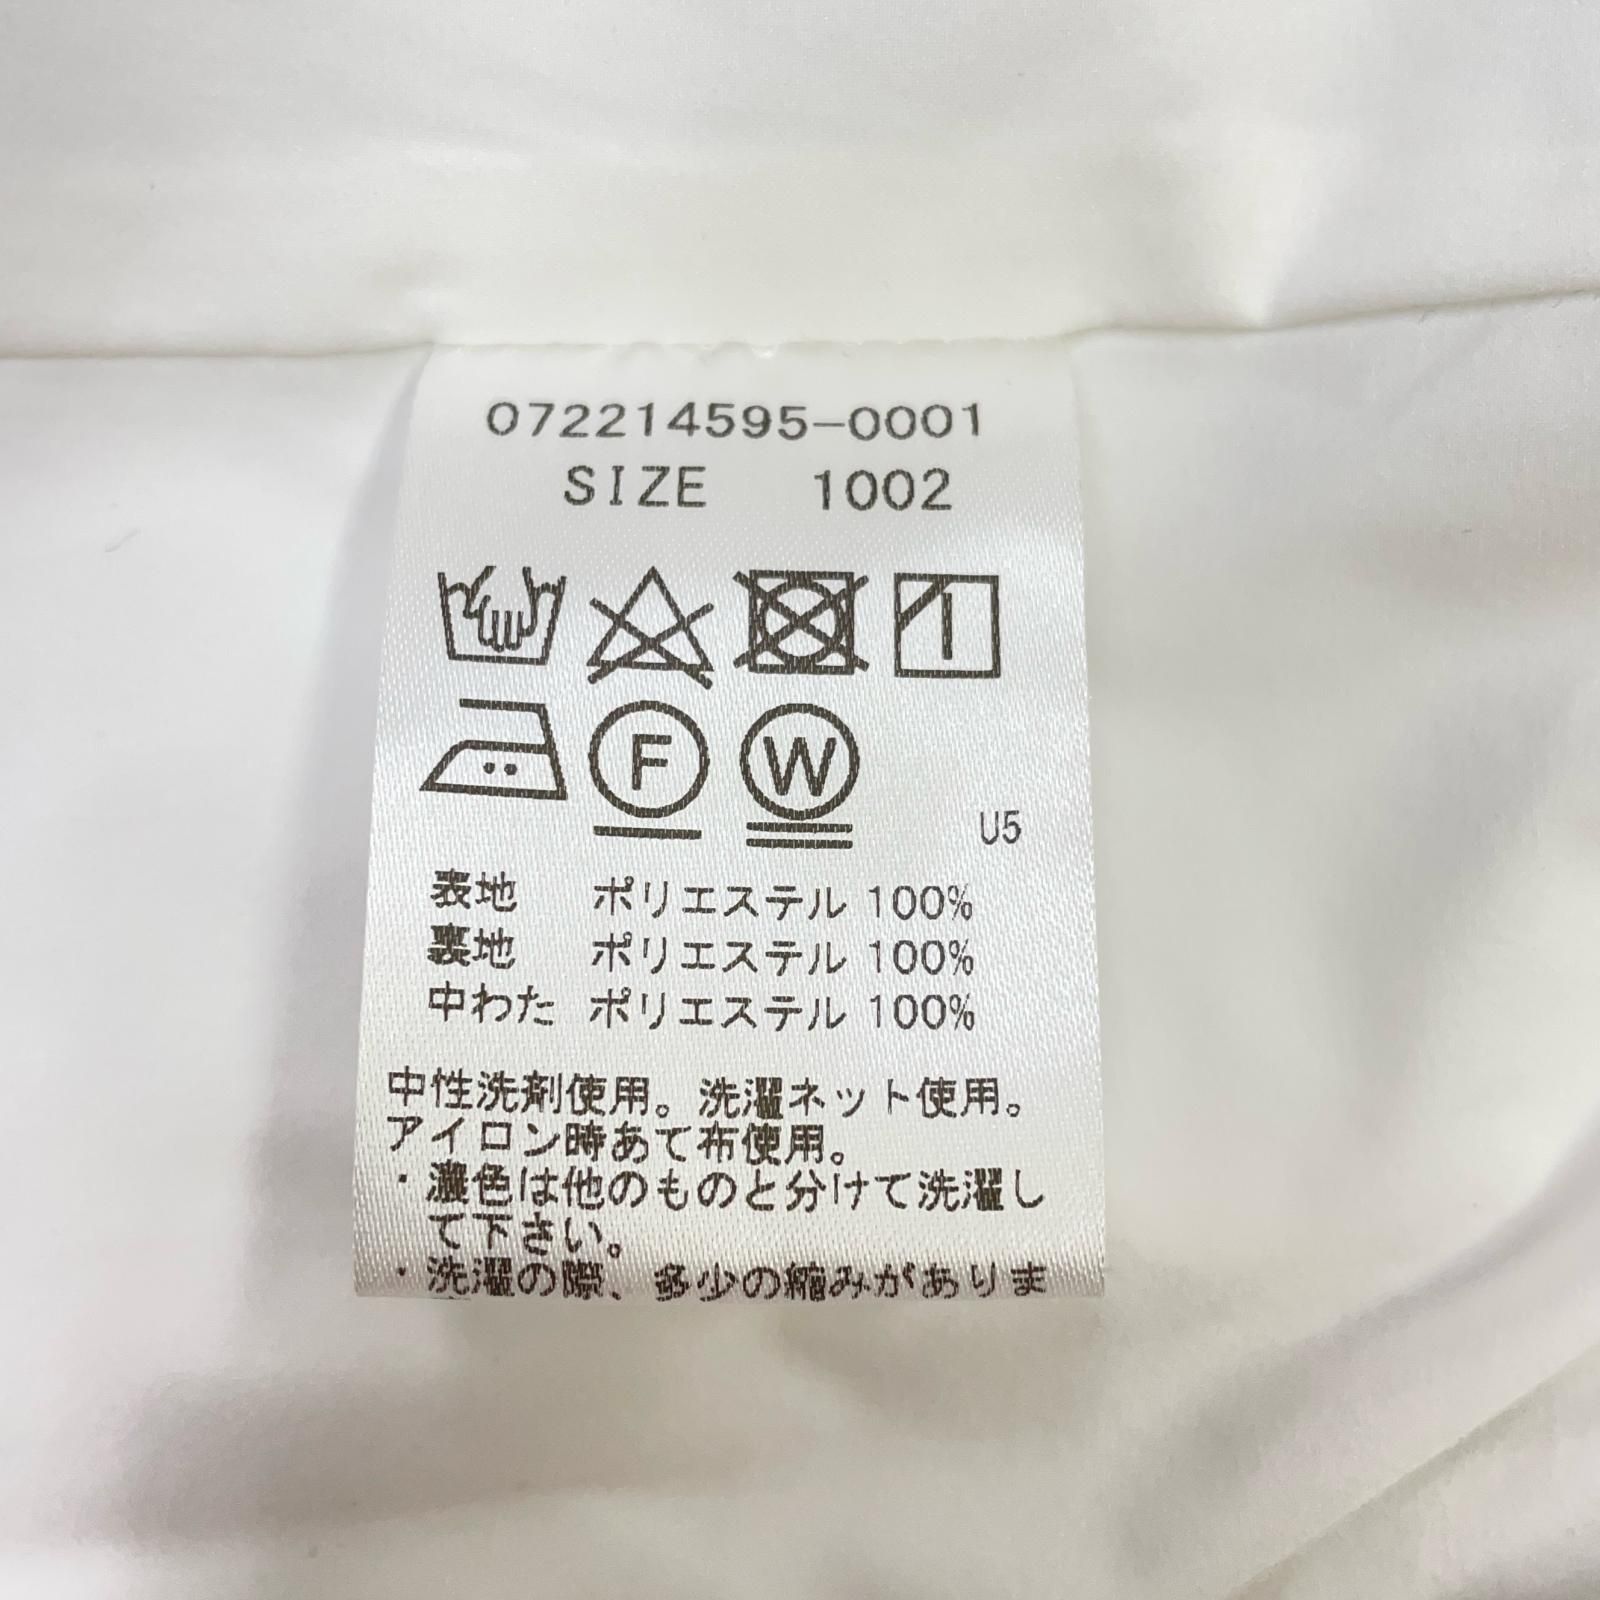 072214595-0001
SIZE 1002
F W
U5
表地 ポリエステル 100%
裏地 ポリエステル 100%
中わた ポリエステル 100%
中性洗剤使用。洗濯ネット使用。
アイロン時あて布使用。
・濃色は他のものと分けて洗濯し
て下さい。
・洗濯の際、多少の縮みがありま